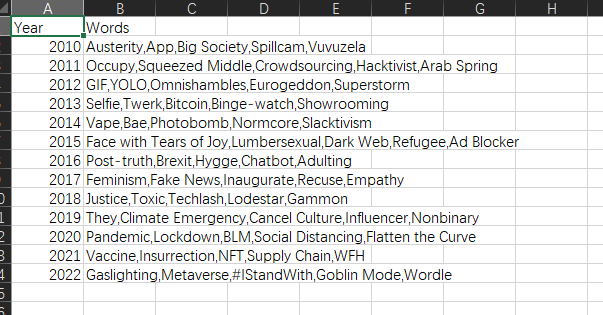 A B C D E F G H
Year Words
2010 Austerity,App,Big Society,Spillcam,Vuvuzela
2011 Occupy,Squeezed Middle,Crowdsourcing,Hacktivist,Arab Spring
2012 GIF,YOLO,Omnishambles,Eurogeddon,Superstorm
2013 Selfie,Twerk,Bitcoin,Binge-watch,Showrooming
2014 Vape,Bae,Photobomb,Normcore,Slacktivism
2015 Face with Tears of Joy,Lumbersexual,Dark Web,Refugee,Ad Blocker
2016 Post-truth,Brexit,Hygge,Chatbot,Adulting
2017 Feminism,Fake News,Inaugurate,Recuse,Empathy
2018 Justice,Toxic,Techlash,Lodestar,Gammon
2019 They,Climate Emergency,Cancel Culture,Influencer,Nonbinary
2020 Pandemic,Lockdown,BLM,Social Distancing,Flatten the Curve
2021 Vaccine,Insurrection,NFT,Supply Chain,WFH
2022 Gaslighting,Metaverse,#IStandWith,Goblin Mode,Wordle